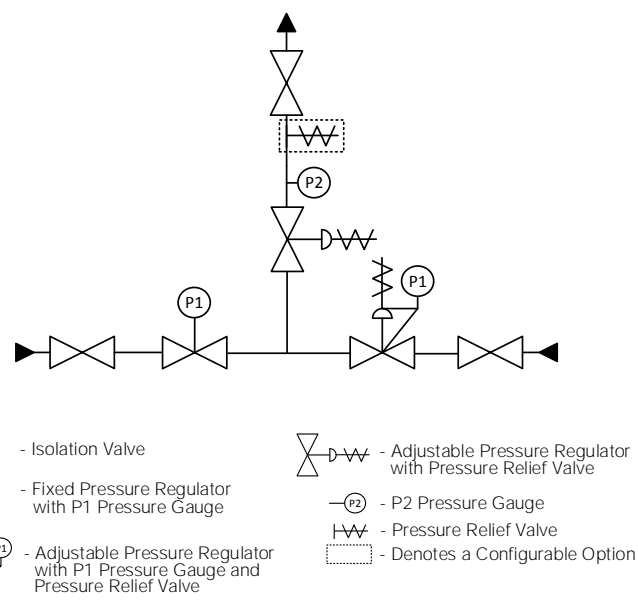 P2
P1
P1
- Isolation Valve
- Fixed Pressure Regulator
with P1 Pressure Gauge
P1
- Adjustable Pressure Regulator
with P1 Pressure Gauge and
Pressure Relief Valve
- Adjustable Pressure Regulator
with Pressure Relief Valve
P2 - P2 Pressure Gauge
- Pressure Relief Valve
- Denotes a Configurable Option